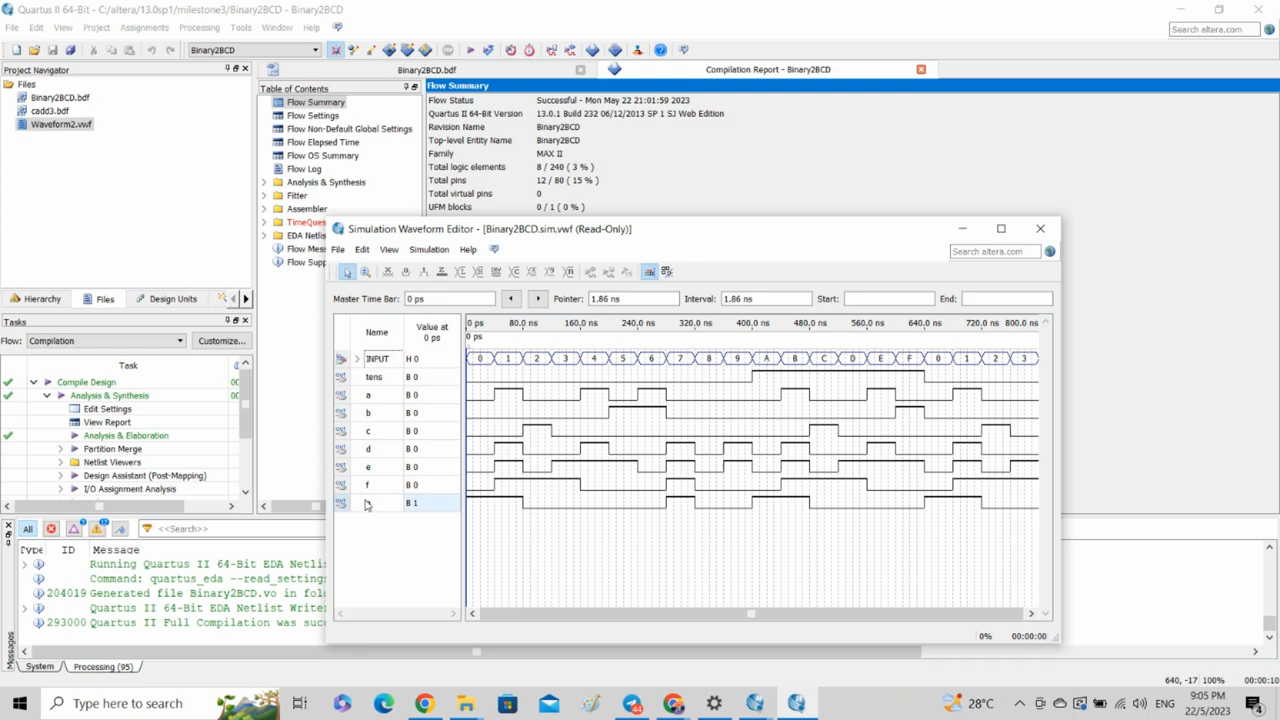 Quartus II 64-Bit - C:/altera/13.0sp1/milestone3/Binary2BCD - Binary2BCD
File Edit View Project Assignments Processing Tools Window Help
Search altera.com
Binary2BCD
Project Navigator
Files
Binary2BCD.bdf
cadd3.bdf
Waveform2.vwf
Hierarchy Files Design Units
Tasks
Flow: Compilation Customize...
Task
Compile Design
Analysis & Synthesis
Edit Settings
View Report
Analysis & Elaboration
Partition Merge
Netlist Viewers
Design Assistant (Post-Mapping)
I/O Assignment Analysis
Binary2BCD.bdf
Compilation Report - Binary2BCD
Table of Contents
Flow Summary
Flow Settings
Flow Non-Default Global Settings
Flow Elapsed Time
Flow OS Summary
Flow Log
Analysis & Synthesis
Fitter
Assembler
TimeQues
EDA Netlis
Flow Mess
Flow Supp
Flow Summary
Flow Status Successful - Mon May 22 21:01:59 2023
Quartus II 64-Bit Version 13.0.1 Build 232 06/12/2013 SP 1 SJ Web Edition
Revision Name Binary2BCD
Top-level Entity Name Binary2BCD
Family MAX II
Total logic elements 8 / 240 ( 3 % )
Total pins 12 / 80 ( 15 % )
Total virtual pins 0
UFM blocks 0 / 1 ( 0 % )
Simulation Waveform Editor - [Binary2BCD.sim.vwf (Read-Only)]
File Edit View Simulation Help
Search altera.com
Master Time Bar: 0 ps Pointer: 1.86 ns Interval: 1.86 ns Start: End:
Name Value at 0 ps
0 ps 80.0 ns 160.0 ns 240.0 ns 320.0 ns 400.0 ns 480.0 ns 560.0 ns 640.0 ns 720.0 ns 800.0 ns
0 ps
INPUT H 0 0 1 2 3 4 5 6 7 8 9 A B C D E F 0 1 2 3
tens B 0
a B 0
b B 0
c B 0
d B 0
e B 0
f B 0
B 1
0% 00:00:00
All <<Search>>
Type ID Message
Running Quartus II 64-Bit EDA Netlis
Command: quartus_eda --read_settings
204019 Generated file Binary2BCD.vo in fold
Quartus II 64-Bit EDA Netlist Writer
293000 Quartus II Full Compilation was succ
Messages
System Processing (95)
640, -17 100% 00:00:10
Type here to search
44
28°C
ENG
9:05 PM
22/5/2023
4